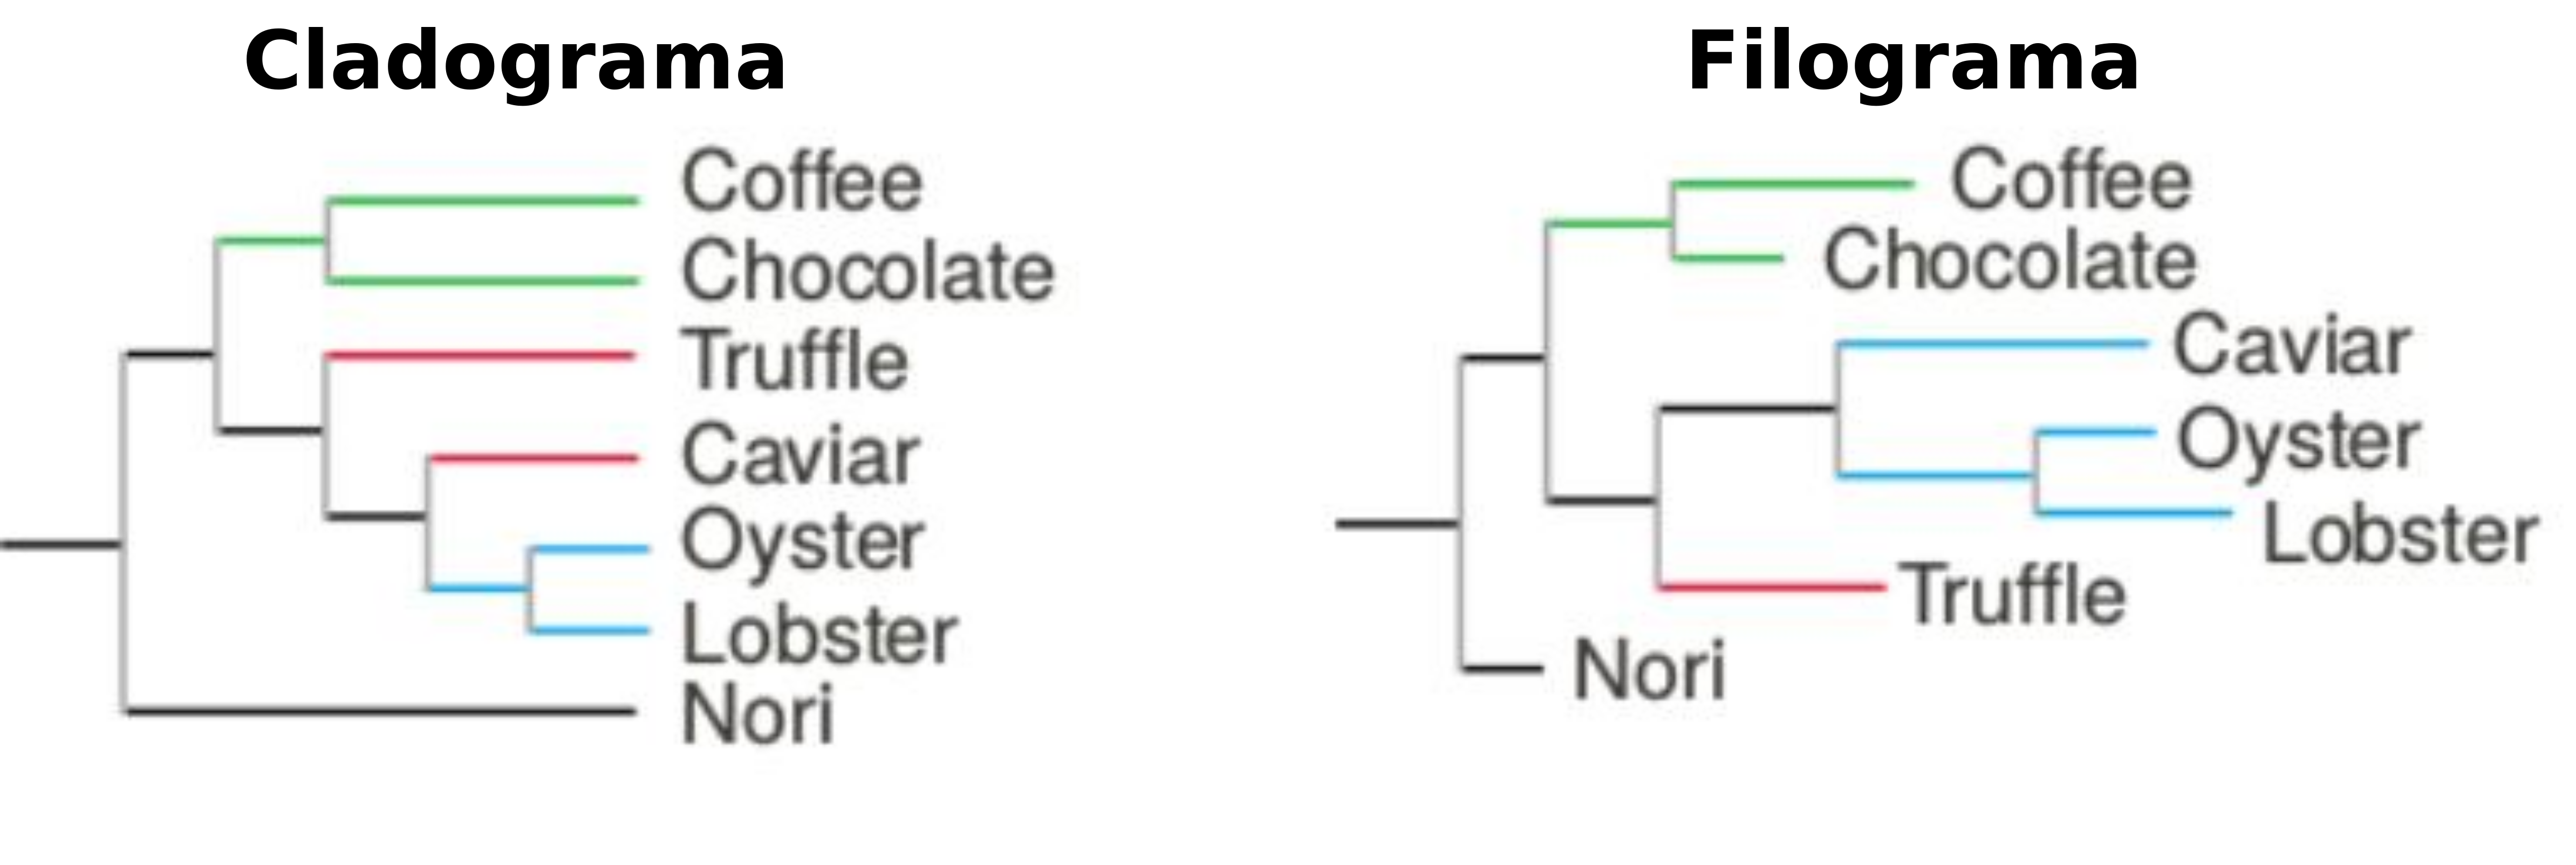 Cladograma
Coffee
Chocolate
Truffle
Caviar
Oyster
Lobster
Nori
Filograma
Coffee
Chocolate
Caviar
Oyster
Lobster
Truffle
Nori